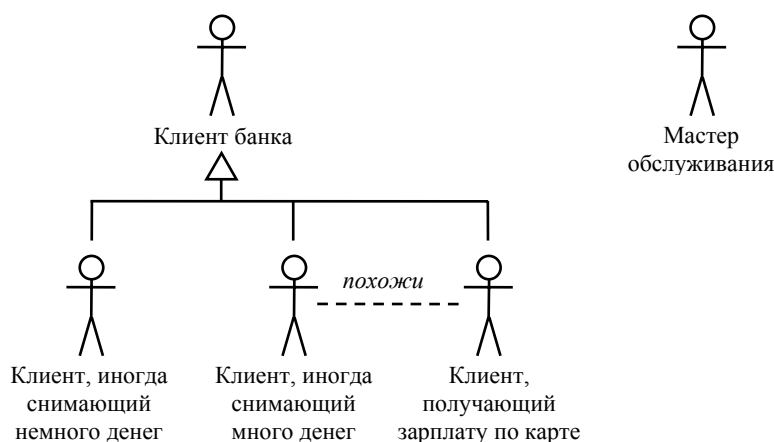 Клиент банка
Мастер
обслуживания
похожи
Клиент, иногда
снимающий
немного денег
Клиент, иногда
снимающий
много денег
Клиент,
получающий
зарплату по карте